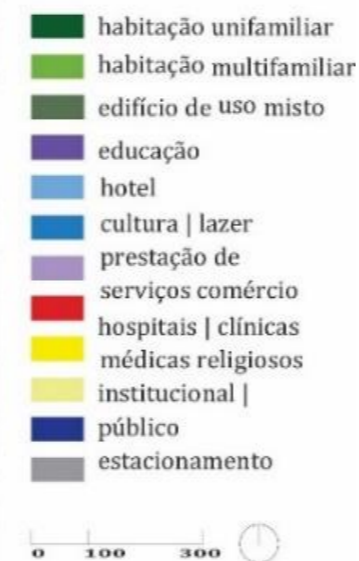 habitação unifamiliar
habitação multifamiliar
edifício de uso misto
educação
hotel
cultura | lazer
prestação de
serviços comércio
hospitais | clínicas
médicas religiosos
institucional |
público
estacionamento
0 100 300